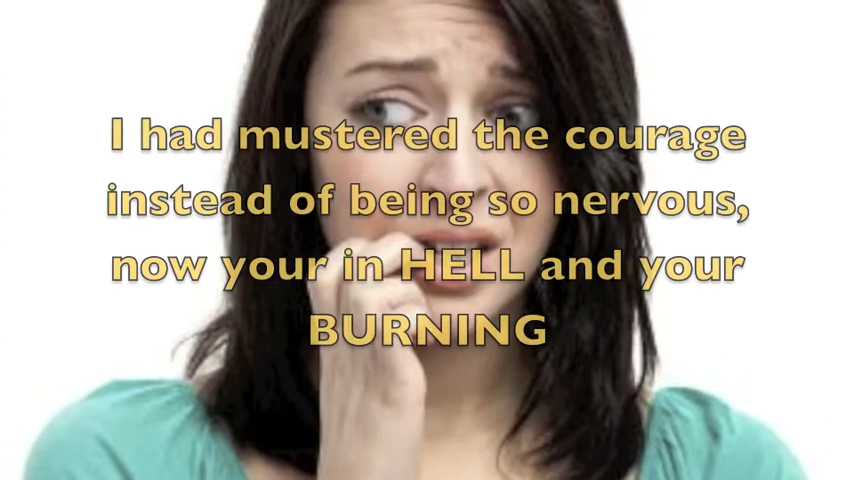 I had mustered the courage
instead of being so nervous,
now your in HELL and your
BURNING